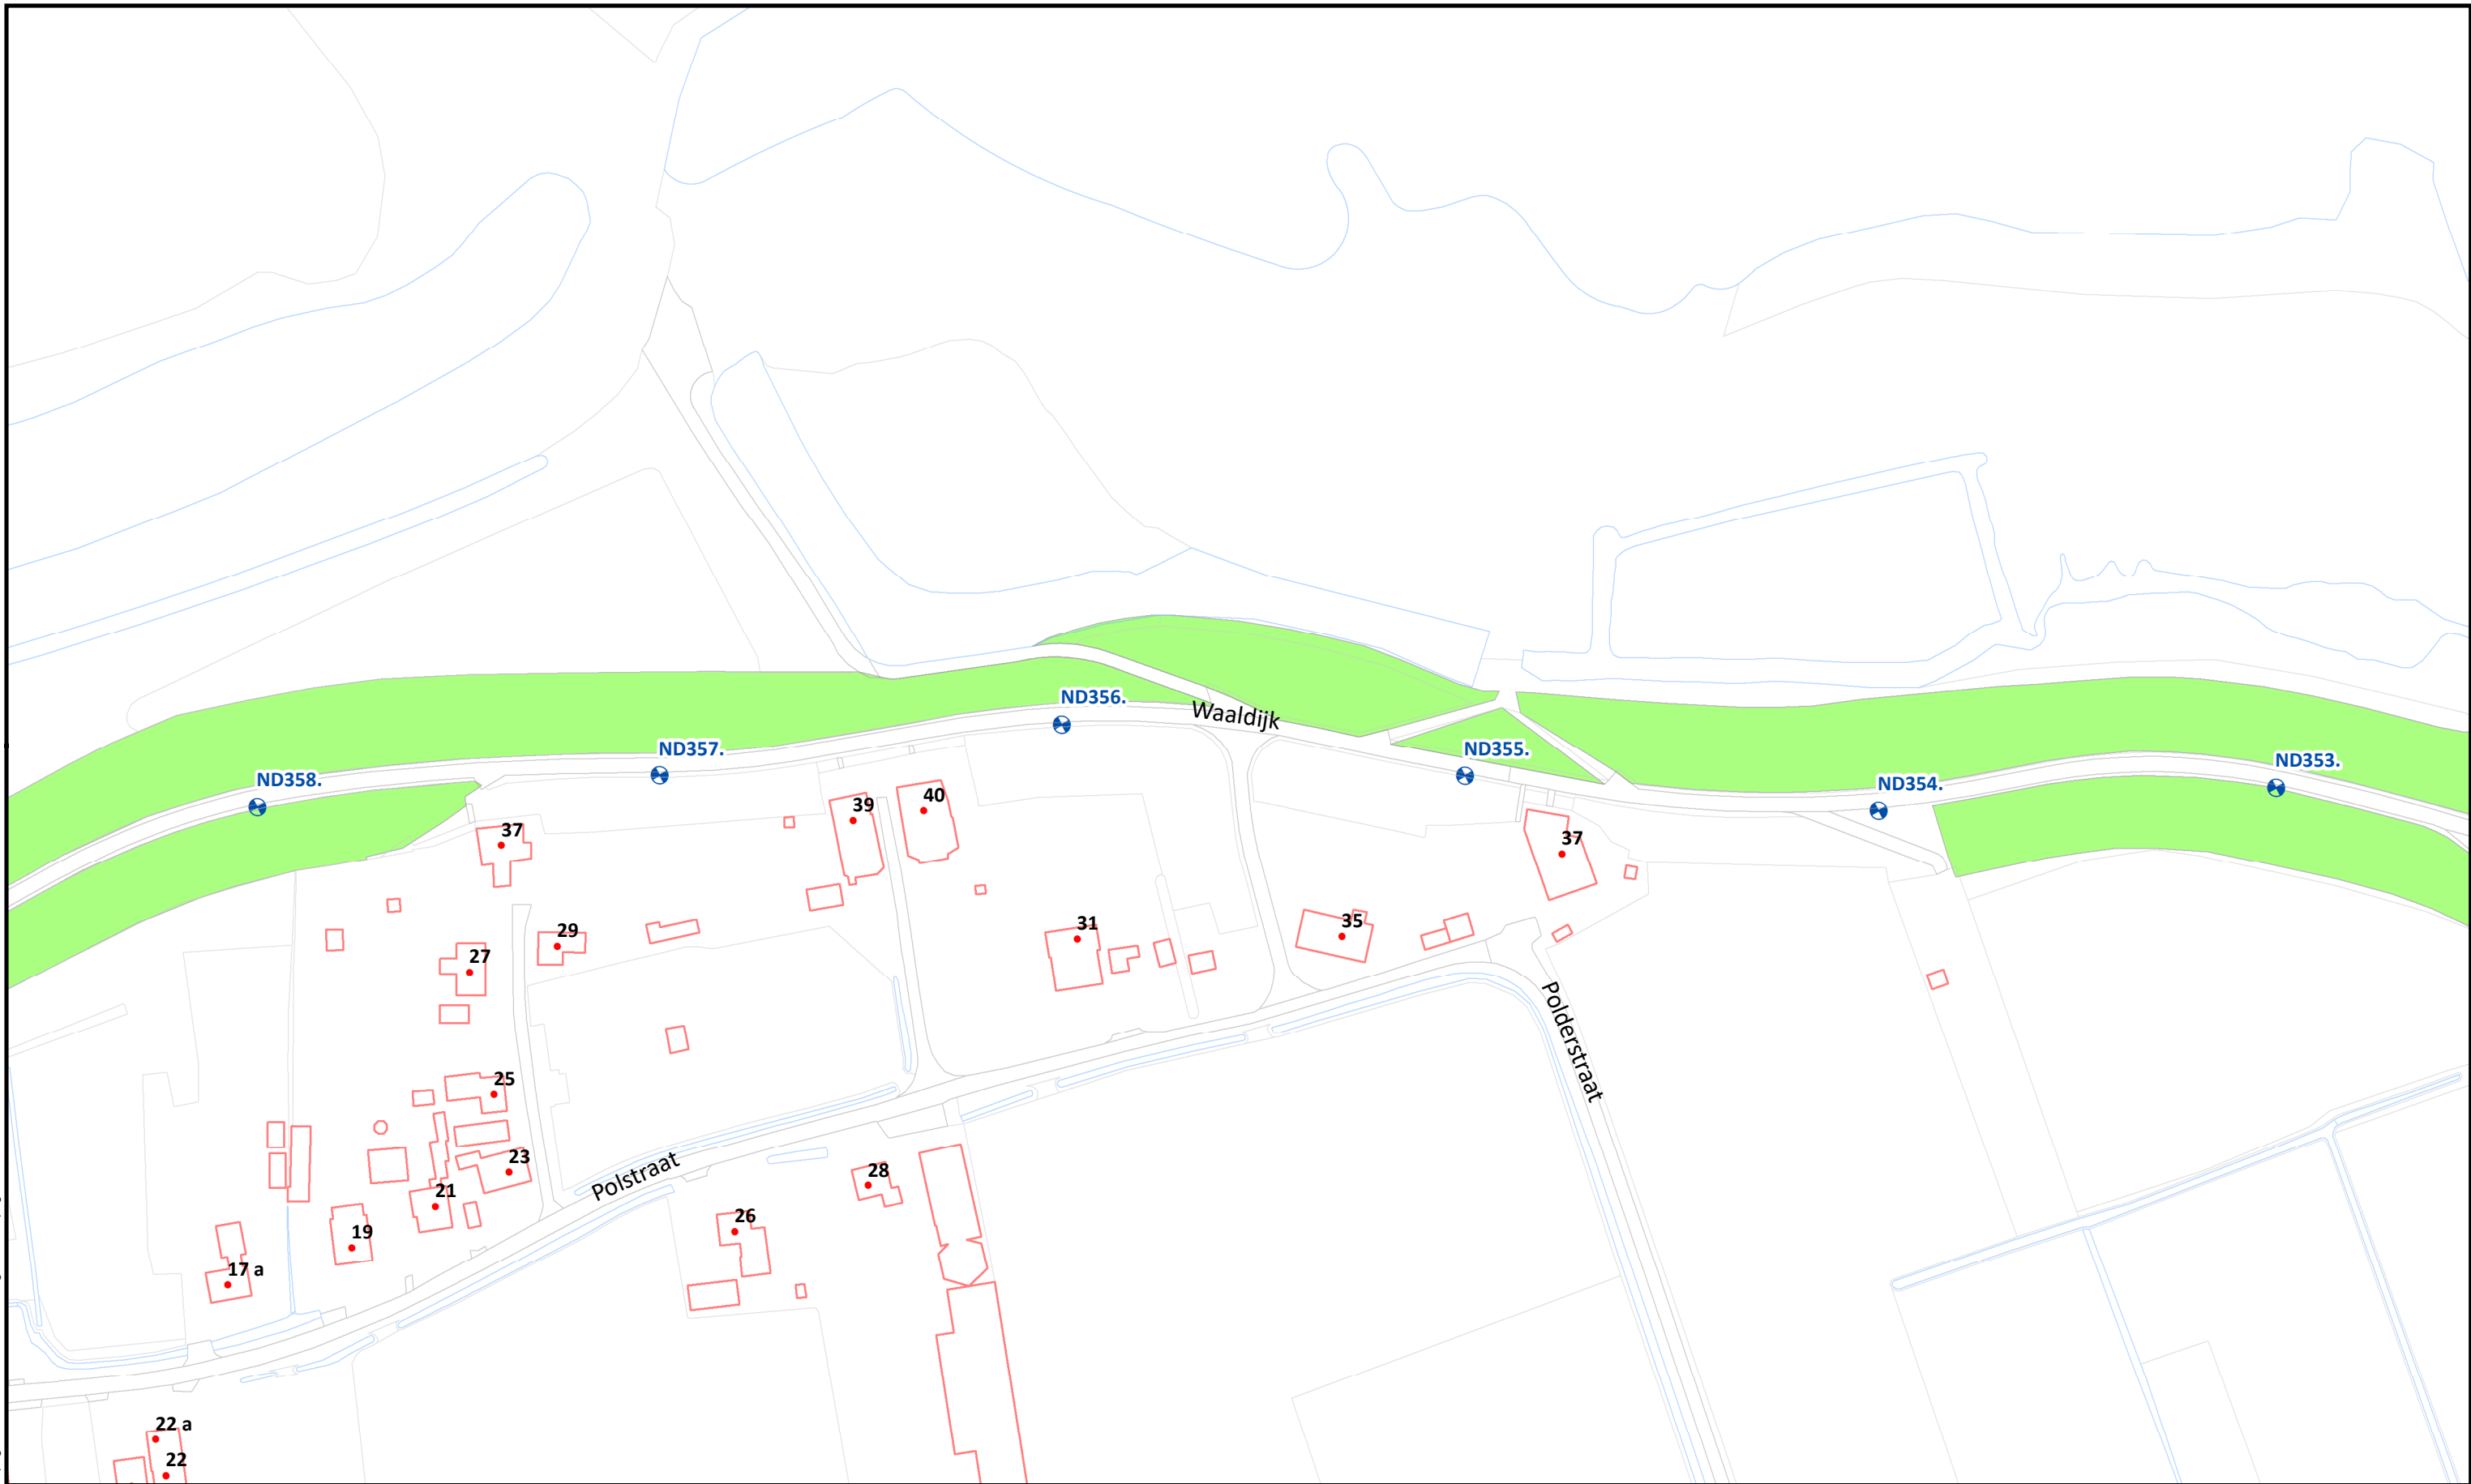 ND356.
Waaldijk
ND357.
ND355.
ND353.
ND358.
ND354.
39
40
37
37
29
31
35
27
Polderstraat
25
23
Polstraat
28
21
26
19
17 a
22 a
22